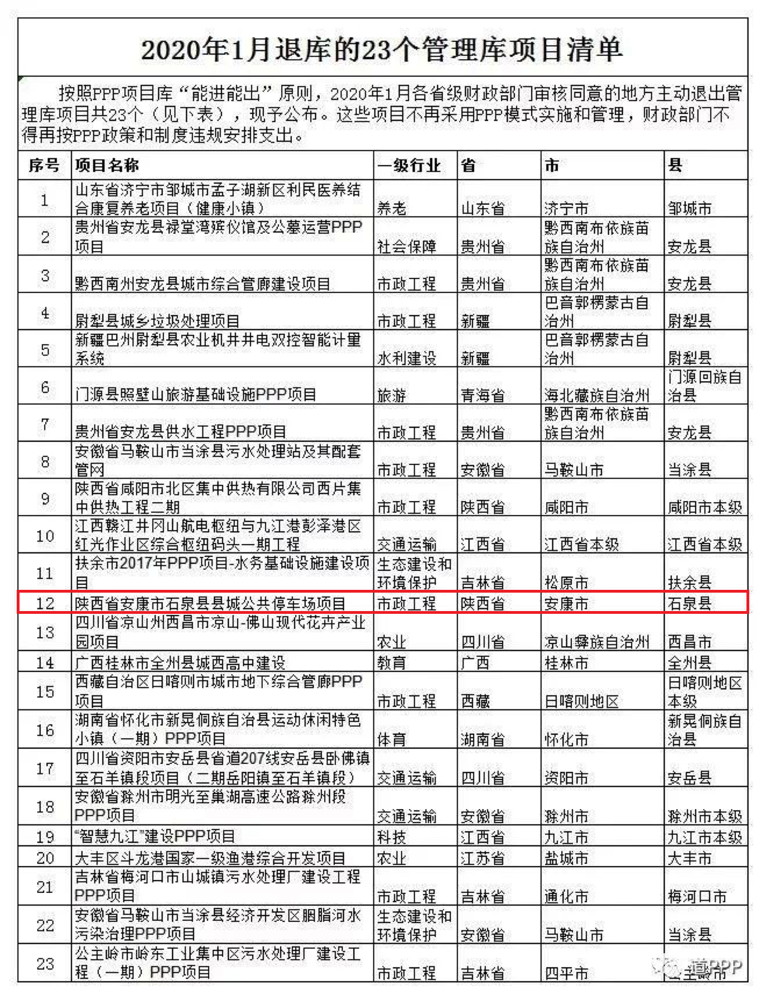 2020年1月退库的23个管理库项目清单
按照PPP项目库“能进能出”原则，2020年1月各省级财政部门审核同意的地方主动退出管
理库项目共23个（见下表），现予公布。这些项目不再采用PPP模式实施和管理，财政部门不
得再按PPP政策和制度违规安排支出。
序号 项目名称 一级行业 省 市 县
1 山东省济宁市邹城市孟子湖新区利民医养结
合康复养老项目（健康小镇） 养老 山东省 济宁市 邹城市
2 贵州省安龙县禄堂湾殡仪馆及公墓运营PPP
项目 社会保障 贵州省 黔西南布依族苗
族自治州 安龙县
3 黔西南州安龙县城市综合管廊建设项目 市政工程 贵州省 黔西南布依族苗
族自治州 安龙县
4 尉犁县城乡垃圾处理项目 市政工程 新疆 巴音郭楞蒙古自
治州 尉犁县
5 新疆巴州尉犁县农业机井井电双控智能计量
系统 水利建设 新疆 巴音郭楞蒙古自
治州 尉犁县
6 门源县照壁山旅游基础设施PPP项目 旅游 青海省 海北藏族自治州 门源回族自
治县
7 贵州省安龙县供水工程PPP项目 市政工程 贵州省 黔西南布依族苗
族自治州 安龙县
8 安徽省马鞍山市当涂县污水处理站及其配套
管网 市政工程 安徽省 马鞍山市 当涂县
9 陕西省咸阳市北区集中供热有限公司西片集
中供热工程二期 市政工程 陕西省 咸阳市 咸阳市本级
10 江西赣江井冈山航电枢纽与九江港彭泽港区
红光作业区综合枢纽码头一期工程 交通运输 江西省 江西省本级 江西省本级
11 扶余市2017年PPP项目-水务基础设施建设项
目 生态建设和
环境保护 吉林省 松原市 扶余县
12 陕西省安康市石泉县县城公共停车场项目 市政工程 陕西省 安康市 石泉县
13 四川省凉山州西昌市凉山-佛山现代花卉产业
园项目 农业 四川省 凉山彝族自治州 西昌市
14 广西桂林市全州县城西高中建设 教育 广西 桂林市 全州县
15 西藏自治区日喀则市城市地下综合管廊PPP
项目 市政工程 西藏 日喀则地区 日喀则地区
本级
16 湖南省怀化市新晃侗族自治县运动休闲特色
小镇（一期）PPP项目 体育 湖南省 怀化市 新晃侗族自
治县
17 四川省资阳市安岳县省道207线安岳县卧佛镇
至石羊镇段项目（二期岳阳镇至石羊镇段） 交通运输 四川省 资阳市 安岳县
18 安徽省滁州市明光至巢湖高速公路滁州段
PPP项目 交通运输 安徽省 滁州市 滁州市本级
19 “智慧九江”建设PPP项目 科技 江西省 九江市 九江市本级
20 大丰区斗龙港国家一级渔港综合开发项目 农业 江苏省 盐城市 大丰市
21 吉林省梅河口市山城镇污水处理厂建设工程
PPP项目 市政工程 吉林省 通化市 梅河口市
22 安徽省马鞍山市当涂县经济开发区胭脂河水
污染治理PPP项目 生态建设和
环境保护 安徽省 马鞍山市 当涂县
23 公主岭市岭东工业集中区污水处理厂建设工
程（一期）PPP项目 市政工程 吉林省 四平市 公主岭市
道PPP